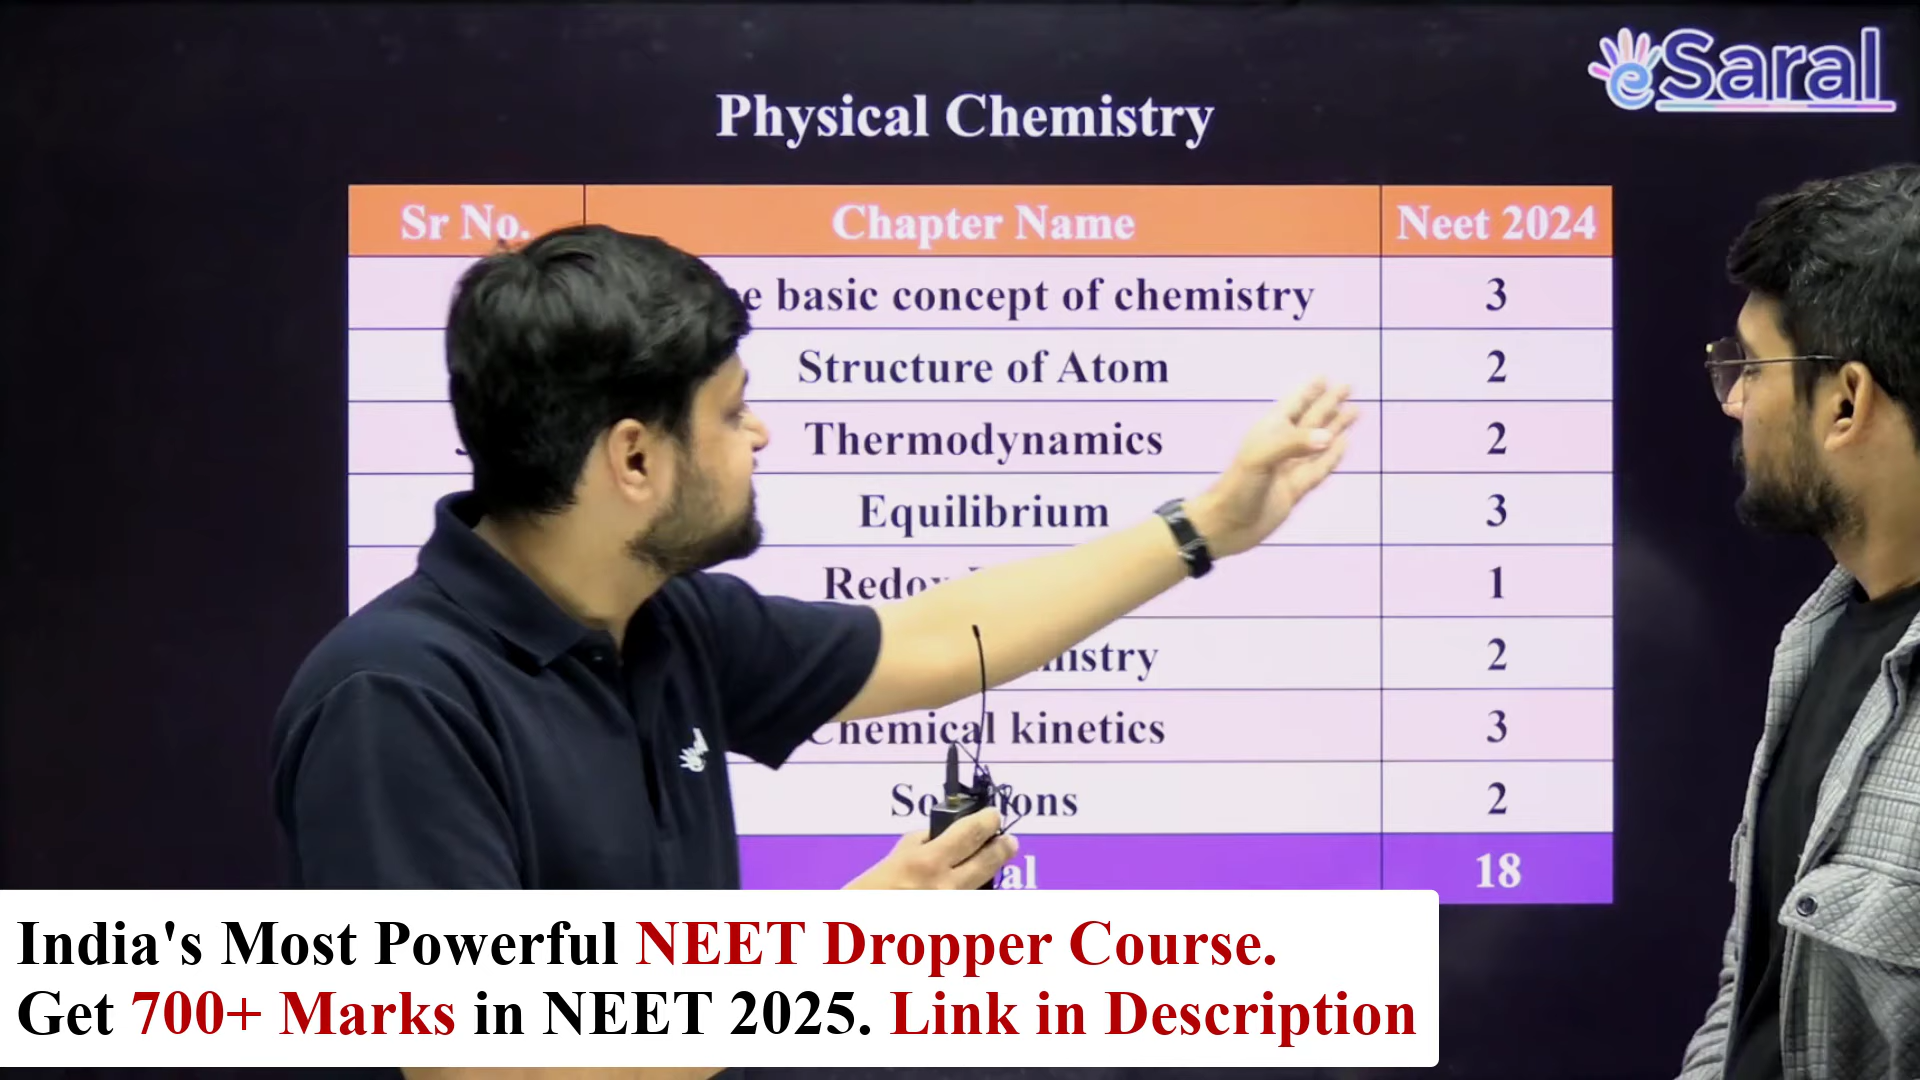 eSaral
Physical Chemistry
Sr No. Chapter Name Neet 2024
basic concept of chemistry 3
Structure of Atom 2
Thermodynamics 2
Equilibrium 3
1
2
Chemical kinetics 3
Solutions 2
18
India's Most Powerful NEET Dropper Course.
Get 700+ Marks in NEET 2025. Link in Description